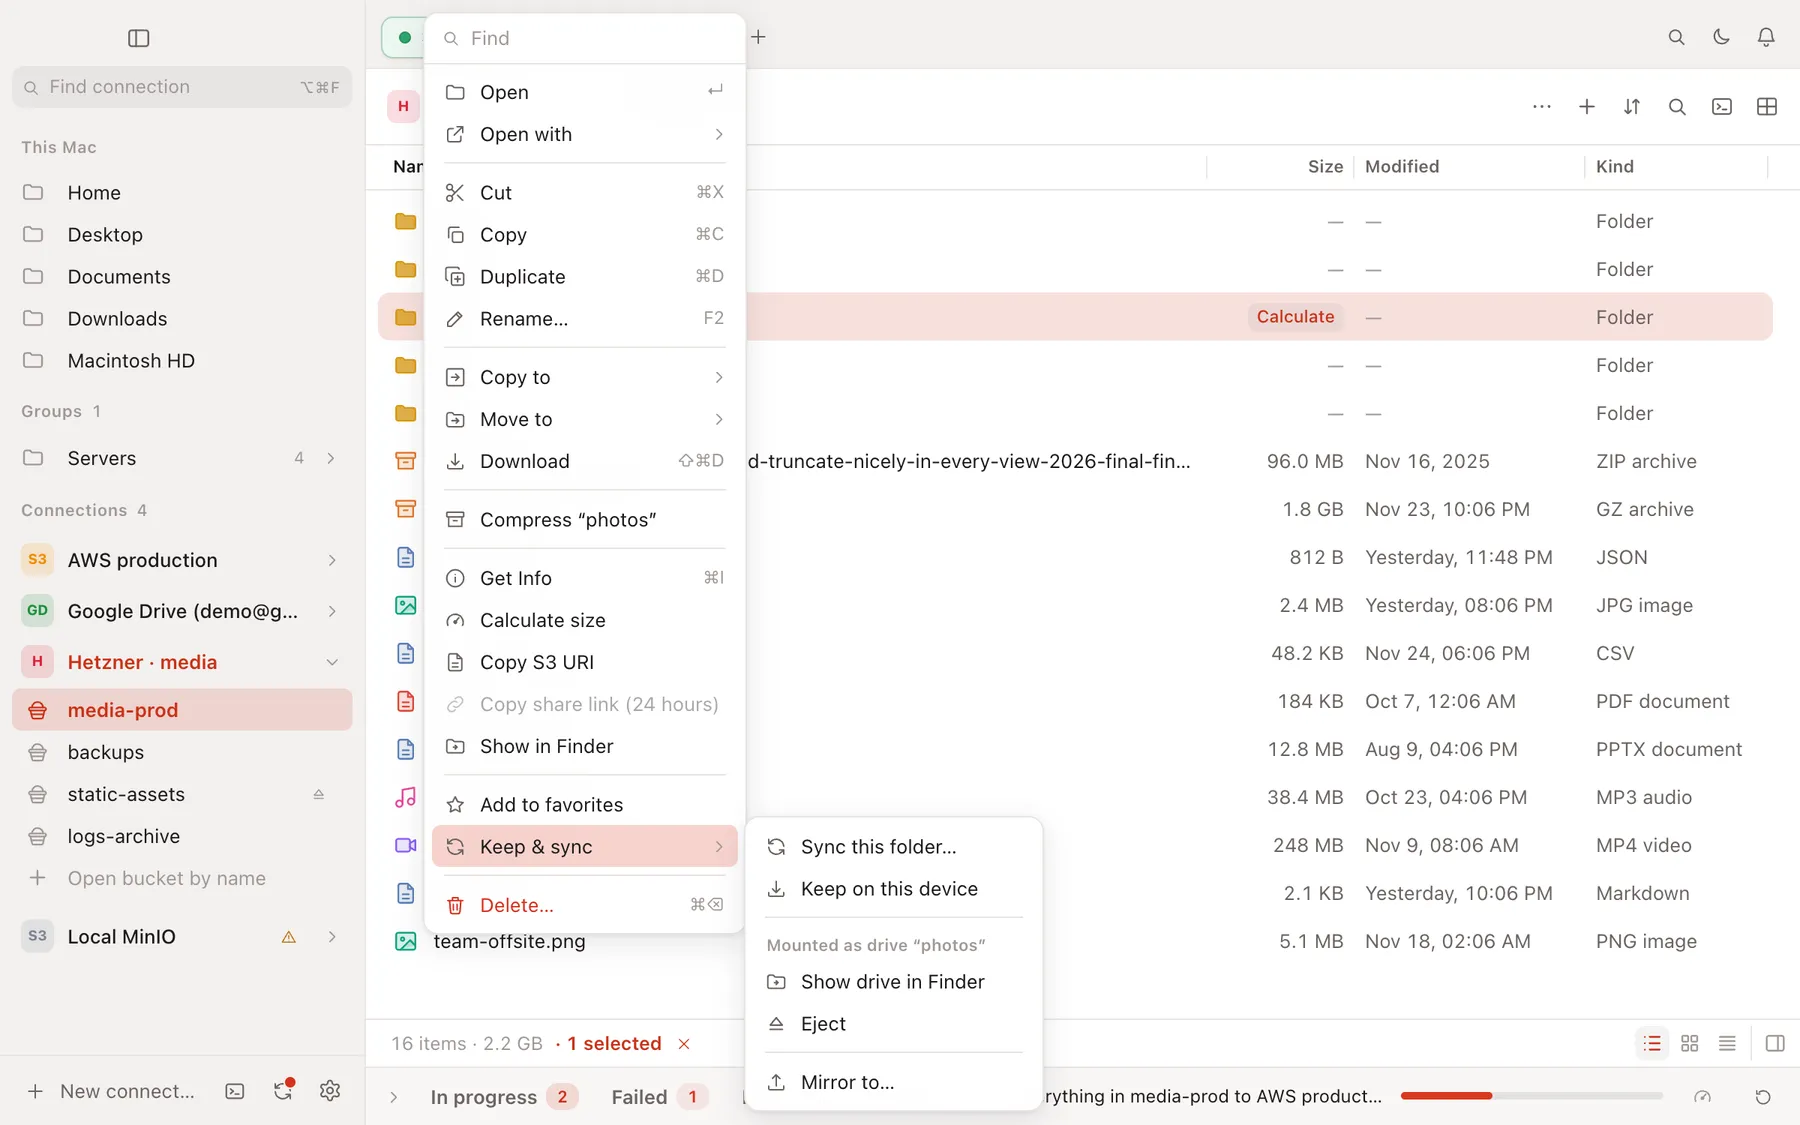 Find connection ⌥⌘F
This Mac
Home
Desktop
Documents
Downloads
Macintosh HD
Groups 1
Servers 4
Connections 4
S3 AWS production
GD Google Drive (demo@g...
H Hetzner · media
media-prod
backups
static-assets
logs-archive
Open bucket by name
S3 Local MinIO
New connect...
Find
Open ↵
Open with
Cut ⌘X
Copy ⌘C
Duplicate ⌘D
Rename... F2
Copy to
Move to
Download ⇧⌘D
Compress “photos”
Get Info ⌘I
Calculate size
Copy S3 URI
Copy share link (24 hours)
Show in Finder
Add to favorites
Keep & sync
Delete... ⌘⌫
Sync this folder...
Keep on this device
Mounted as drive “photos”
Show drive in Finder
Eject
Mirror to...
H
Size Modified Kind
— — Folder
— — Folder
Calculate — Folder
— — Folder
— — Folder
d-truncate-nicely-in-every-view-2026-final-fin... 96.0 MB Nov 16, 2025 ZIP archive
1.8 GB Nov 23, 10:06 PM GZ archive
812 B Yesterday, 11:48 PM JSON
2.4 MB Yesterday, 08:06 PM JPG image
48.2 KB Nov 24, 06:06 PM CSV
184 KB Oct 7, 12:06 AM PDF document
12.8 MB Aug 9, 04:06 PM PPTX document
38.4 MB Oct 23, 04:06 PM MP3 audio
248 MB Nov 9, 08:06 AM MP4 video
2.1 KB Yesterday, 10:06 PM Markdown
team-offsite.png 5.1 MB Nov 18, 02:06 AM PNG image
16 items · 2.2 GB · 1 selected
In progress 2 Failed 1 rything in media-prod to AWS product...